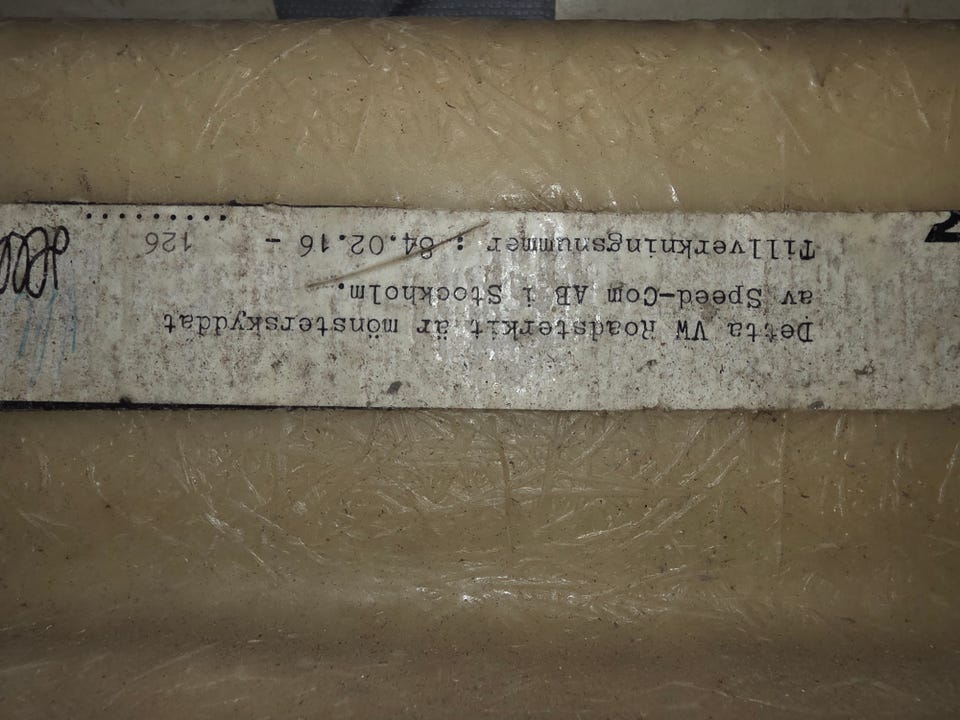 Detta VW Roadsterkit är mönsterskyddat
av Speed-Com AB i Stockholm.
Tillverkningsnummer : 84.02.16 - 126